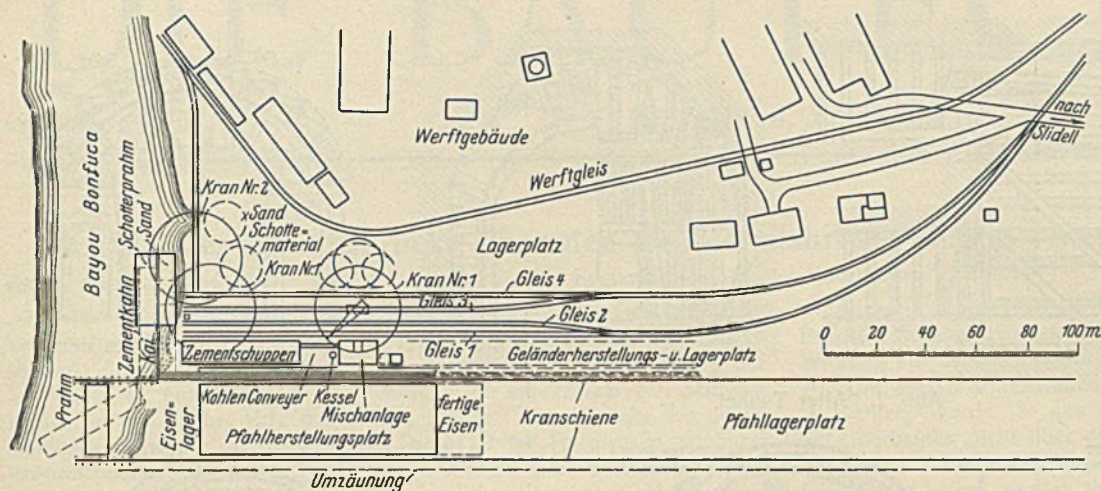 Bayou Bonfuca
Schotterprahm
Sand
Zementkahn
Kai
Prahm
Eisen=
lager
Kran Nr. 2
Sand
Schotte=
material
Kran Nr. 1
Kran Nr. 1
Werftgebäude
Werftgleis
Lagerplatz
nach
Slidell
Gleis 4
Gleis 3
Gleis 2
Gleis 1
Geländerherstellungs- u. Lagerplatz
0 20 40 60 80 100 m
Zementschuppen
Kohlen Conveyer Kessel
Mischanlage
Pfahlherstellungsplatz
fertige
Eisen
Kranschiene
Pfahllagerplatz
Umzäunung